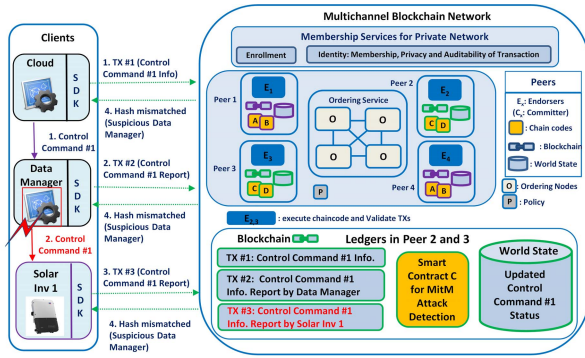 Clients
Cloud
SDK
1. Control
Command #1
Data
Manager
SDK
2. Control
Command #1
Solar
Inv 1
SDK
1. TX #1 (Control
Command #1 Info)
4. Hash mismatched
(Suspicious Data
Manager)
2. TX #2 (Control
Command #1 Report)
4. Hash mismatched
(Suspicious Data
Manager)
3. TX #3 (Control
Command #1 Report)
4. Hash mismatched
(Suspicious Data
Manager)
Multichannel Blockchain Network
Membership Services for Private Network
Enrollment
Identity: Membership, Privacy and Auditability of Transaction
Peer 1
E1
A B
Peer 2
E2
C D
Ordering Service
O O
O O
Peer 3
E3
C D
Peer 4
E4
A B
P
Peers
Ex: Endorsers
(Cx: Committer)
: Chain codes
: Blockchain
: World State
O : Ordering Nodes
P : Policy
E2,3 : execute chaincode and Validate TXs
Blockchain
Ledgers in Peer 2 and 3
TX #1: Control Command #1 Info.
TX #2: Control Command #1
Info. Report by Data Manager
TX #3: Control Command #1
Info. Report by Solar Inv 1
Smart
Contract C
for MitM
Attack
Detection
World State
Updated
Control
Command #1
Status